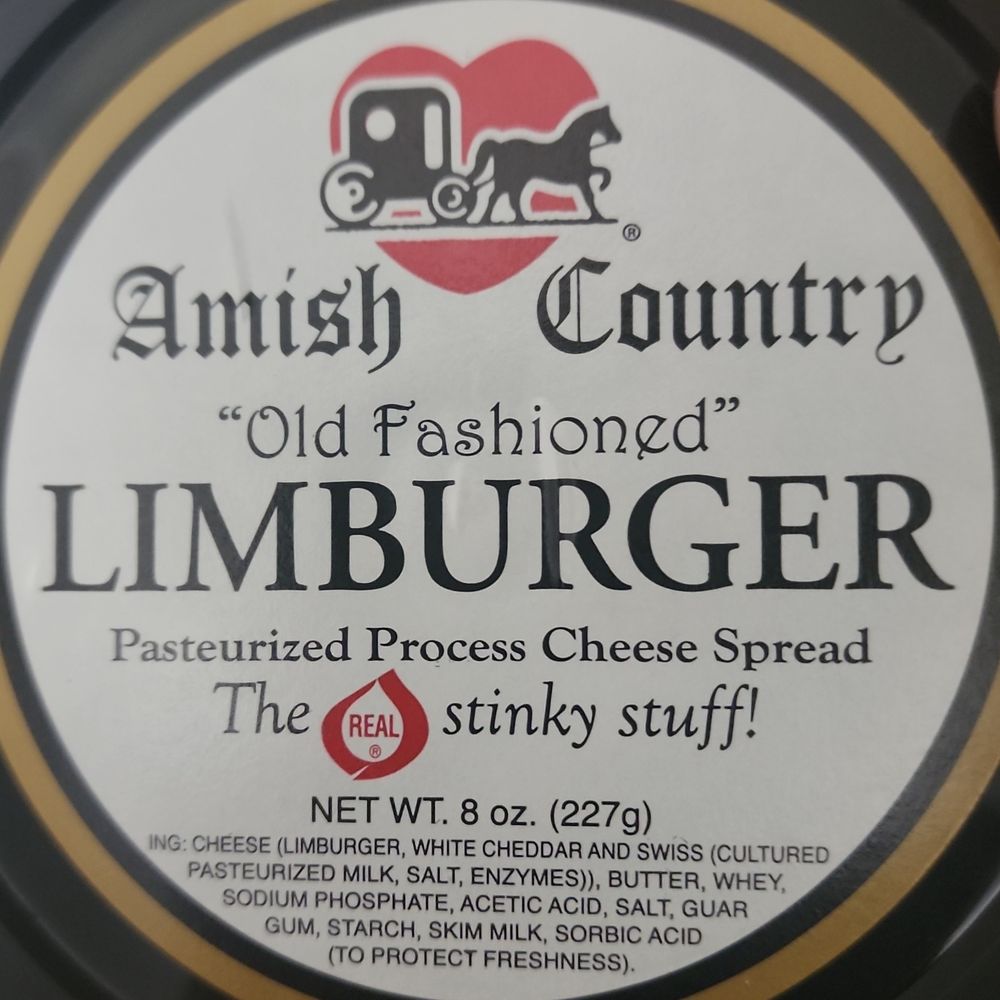 ®
Amish Country
“Old Fashioned”
LIMBURGER
Pasteurized Process Cheese Spread
The REAL® stinky stuff!
NET WT. 8 oz. (227g)
ING: CHEESE (LIMBURGER, WHITE CHEDDAR AND SWISS (CULTURED
PASTEURIZED MILK, SALT, ENZYMES)), BUTTER, WHEY,
SODIUM PHOSPHATE, ACETIC ACID, SALT, GUAR
GUM, STARCH, SKIM MILK, SORBIC ACID
(TO PROTECT FRESHNESS).